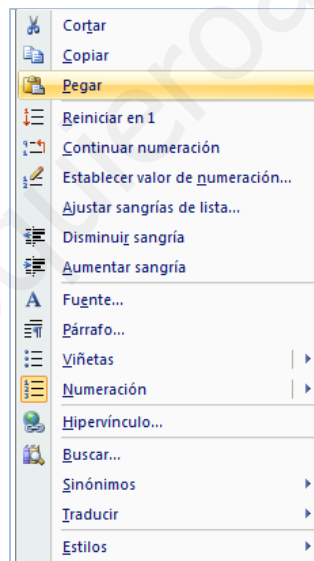 Cortar
Copiar
Pegar
Reiniciar en 1
Continuar numeración
Establecer valor de numeración...
Ajustar sangrías de lista...
Disminuir sangría
Aumentar sangría
Fuente...
Párrafo...
Viñetas
Numeración
Hipervínculo...
Buscar...
Sinónimos
Traducir
Estilos